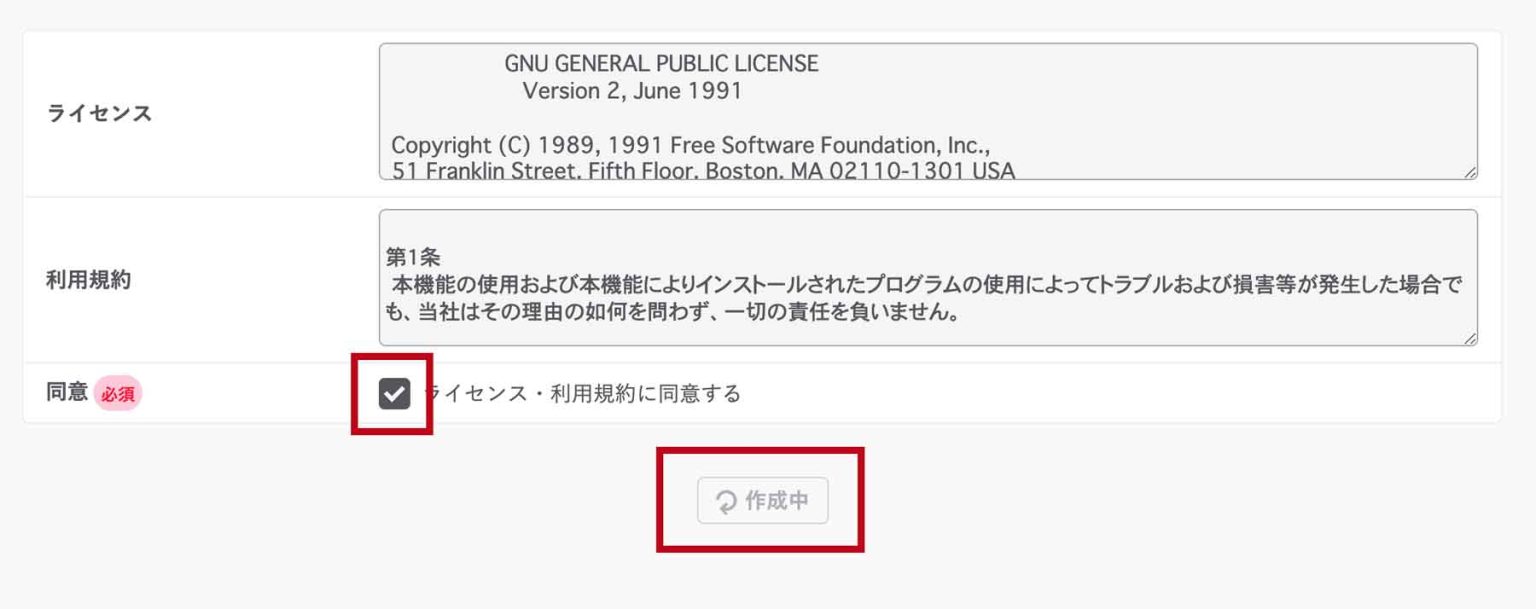 ライセンス
GNU GENERAL PUBLIC LICENSE
Version 2, June 1991
Copyright (C) 1989, 1991 Free Software Foundation, Inc.,
51 Franklin Street, Fifth Floor, Boston, MA 02110-1301 USA
利用規約
第1条
本機能の使用および本機能によりインストールされたプログラムの使用によってトラブルおよび損害等が発生した場合で
も、当社はその理由の如何を問わず、一切の責任を負いません。
同意 必須
ライセンス・利用規約に同意する
作成中